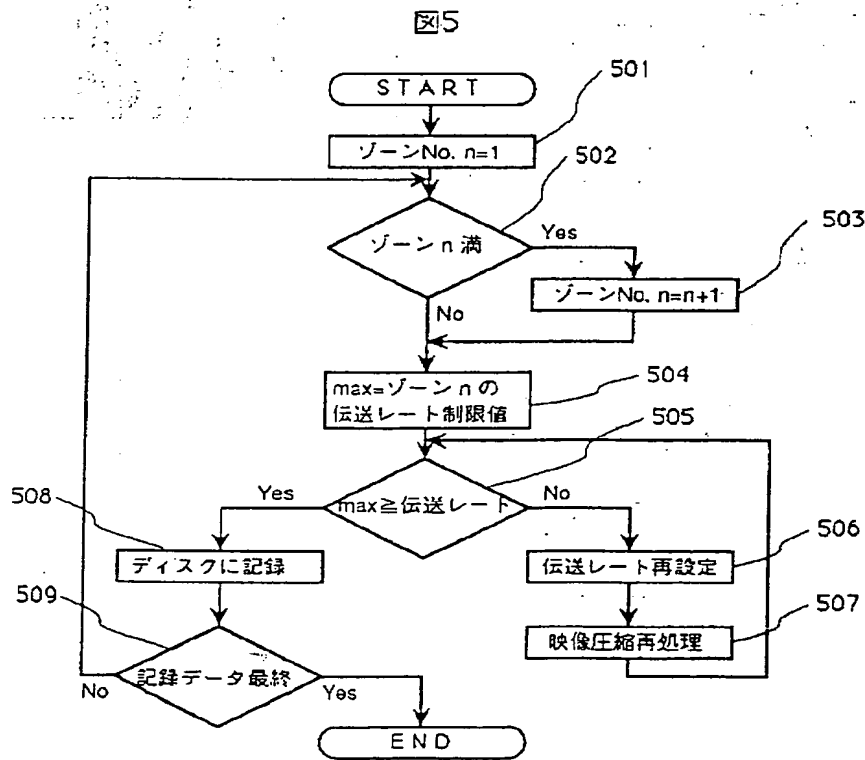 図5
START
501
ゾーンNo. n=1
502
ゾーンn満
Yes
503
ゾーンNo. n=n+1
No
max=ゾーンnの
伝送レート制限値
504
505
max≧伝送レート
Yes
No
508
ディスクに記録
506
伝送レート再設定
509
507
映像圧縮再処理
記録データ最終
No
Yes
END